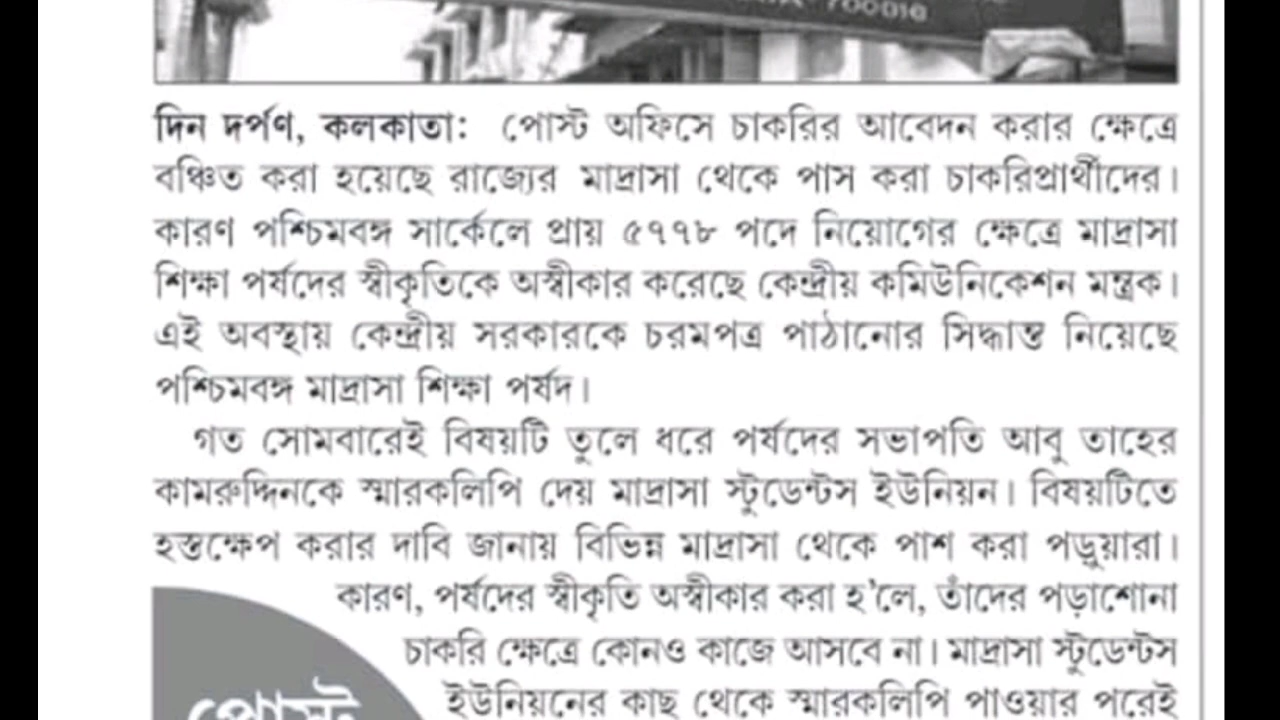 700016
দিন দর্পণ, কলকাতা: পোস্ট অফিসে চাকরির আবেদন করার ক্ষেত্রে
বঞ্চিত করা হয়েছে রাজ্যের মাদ্রাসা থেকে পাস করা চাকরিপ্রার্থীদের।
কারণ পশ্চিমবঙ্গ সার্কেলে প্রায় ৫৭৭৮ পদে নিয়োগের ক্ষেত্রে মাদ্রাসা
শিক্ষা পর্ষদের স্বীকৃতিকে অস্বীকার করেছে কেন্দ্রীয় কমিউনিকেশন মন্ত্রক।
এই অবস্থায় কেন্দ্রীয় সরকারকে চরমপত্র পাঠানোর সিদ্ধান্ত নিয়েছে
পশ্চিমবঙ্গ মাদ্রাসা শিক্ষা পর্ষদ।
গত সোমবারেই বিষয়টি তুলে ধরে পর্ষদের সভাপতি আবু তাহের
কামরুদ্দিনকে স্মারকলিপি দেয় মাদ্রাসা স্টুডেন্টস ইউনিয়ন। বিষয়টিতে
হস্তক্ষেপ করার দাবি জানায় বিভিন্ন মাদ্রাসা থেকে পাশ করা পড়ুয়ারা।
কারণ, পর্ষদের স্বীকৃতি অস্বীকার করা হ'লে, তাঁদের পড়াশোনা
চাকরি ক্ষেত্রে কোনও কাজে আসবে না। মাদ্রাসা স্টুডেন্টস
ইউনিয়নের কাছ থেকে স্মারকলিপি পাওয়ার পরেই
পোস্ট